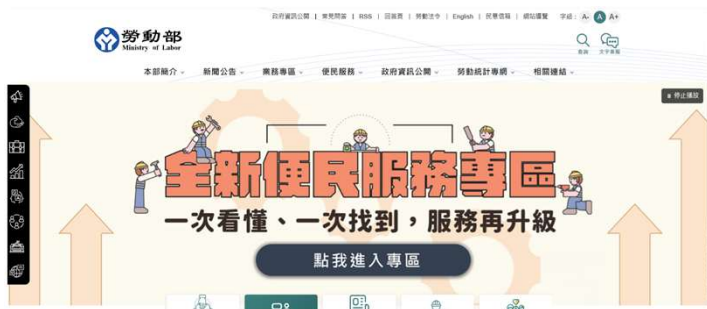 政府資訊公開 | 常見問答 | RSS | 回首頁 | 勞動法令 | English | 民意信箱 | 網站導覽 字級： A- A A+
勞動部
Ministry of Labor
查詢 文字客服
本部簡介 新聞公告 業務專區 便民服務 政府資訊公開 勞動統計專網 相關連結
停止播放
全新便民服務專區
一次看懂、一次找到，服務再升級
點我進入專區